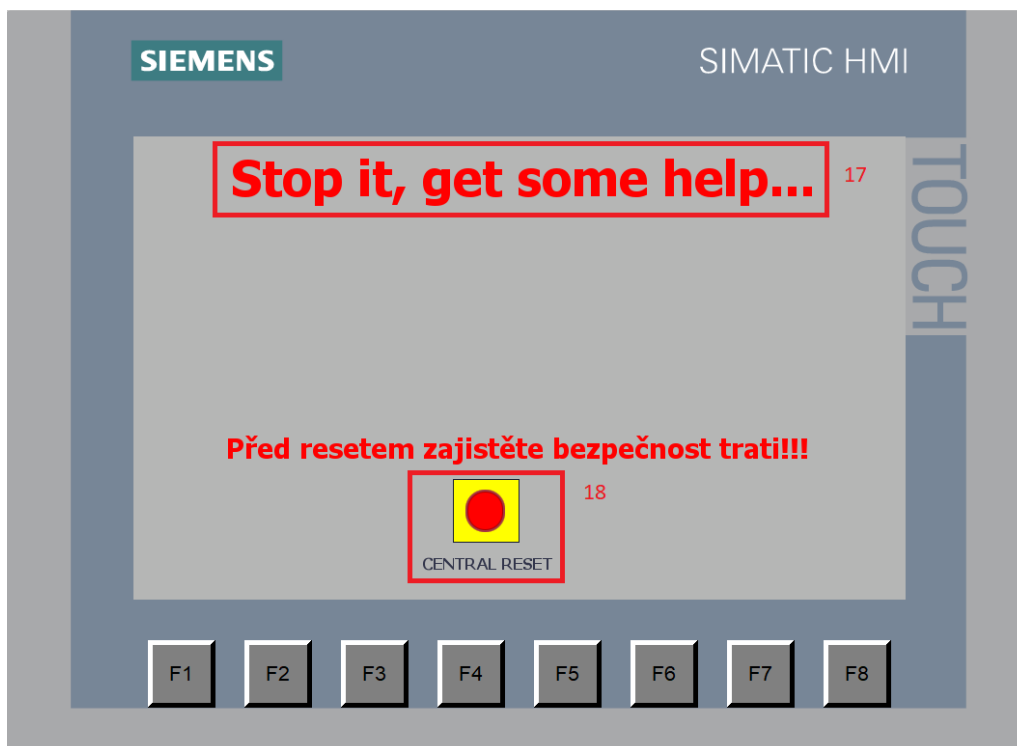 SIEMENS
SIMATIC HMI
TOUCH
Stop it, get some help...
17
Před resetem zajistěte bezpečnost trati!!!
18
CENTRAL RESET
F1 F2 F3 F4 F5 F6 F7 F8